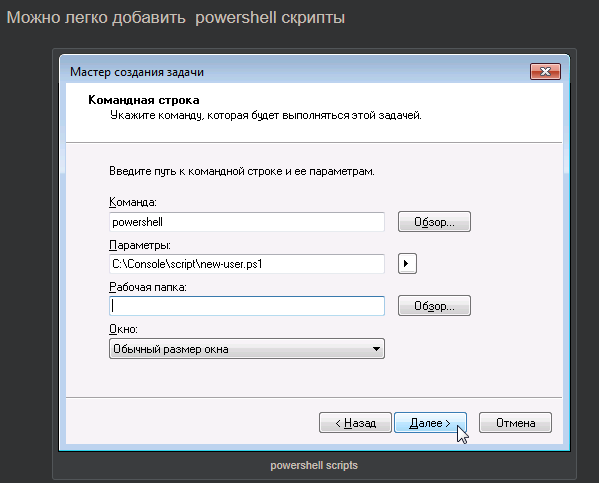 Можно легко добавить powershell скрипты
Мастер создания задачи
Командная строка
Укажите команду, которая будет выполняться этой задачей.
Введите путь к командной строке и ее параметрам.
Команда:
powershell
Обзор...
Параметры:
C:\Console\script\new-user.ps1
Рабочая папка:
Обзор...
Окно:
Обычный размер окна
< Назад
Далее >
Отмена
powershell scripts